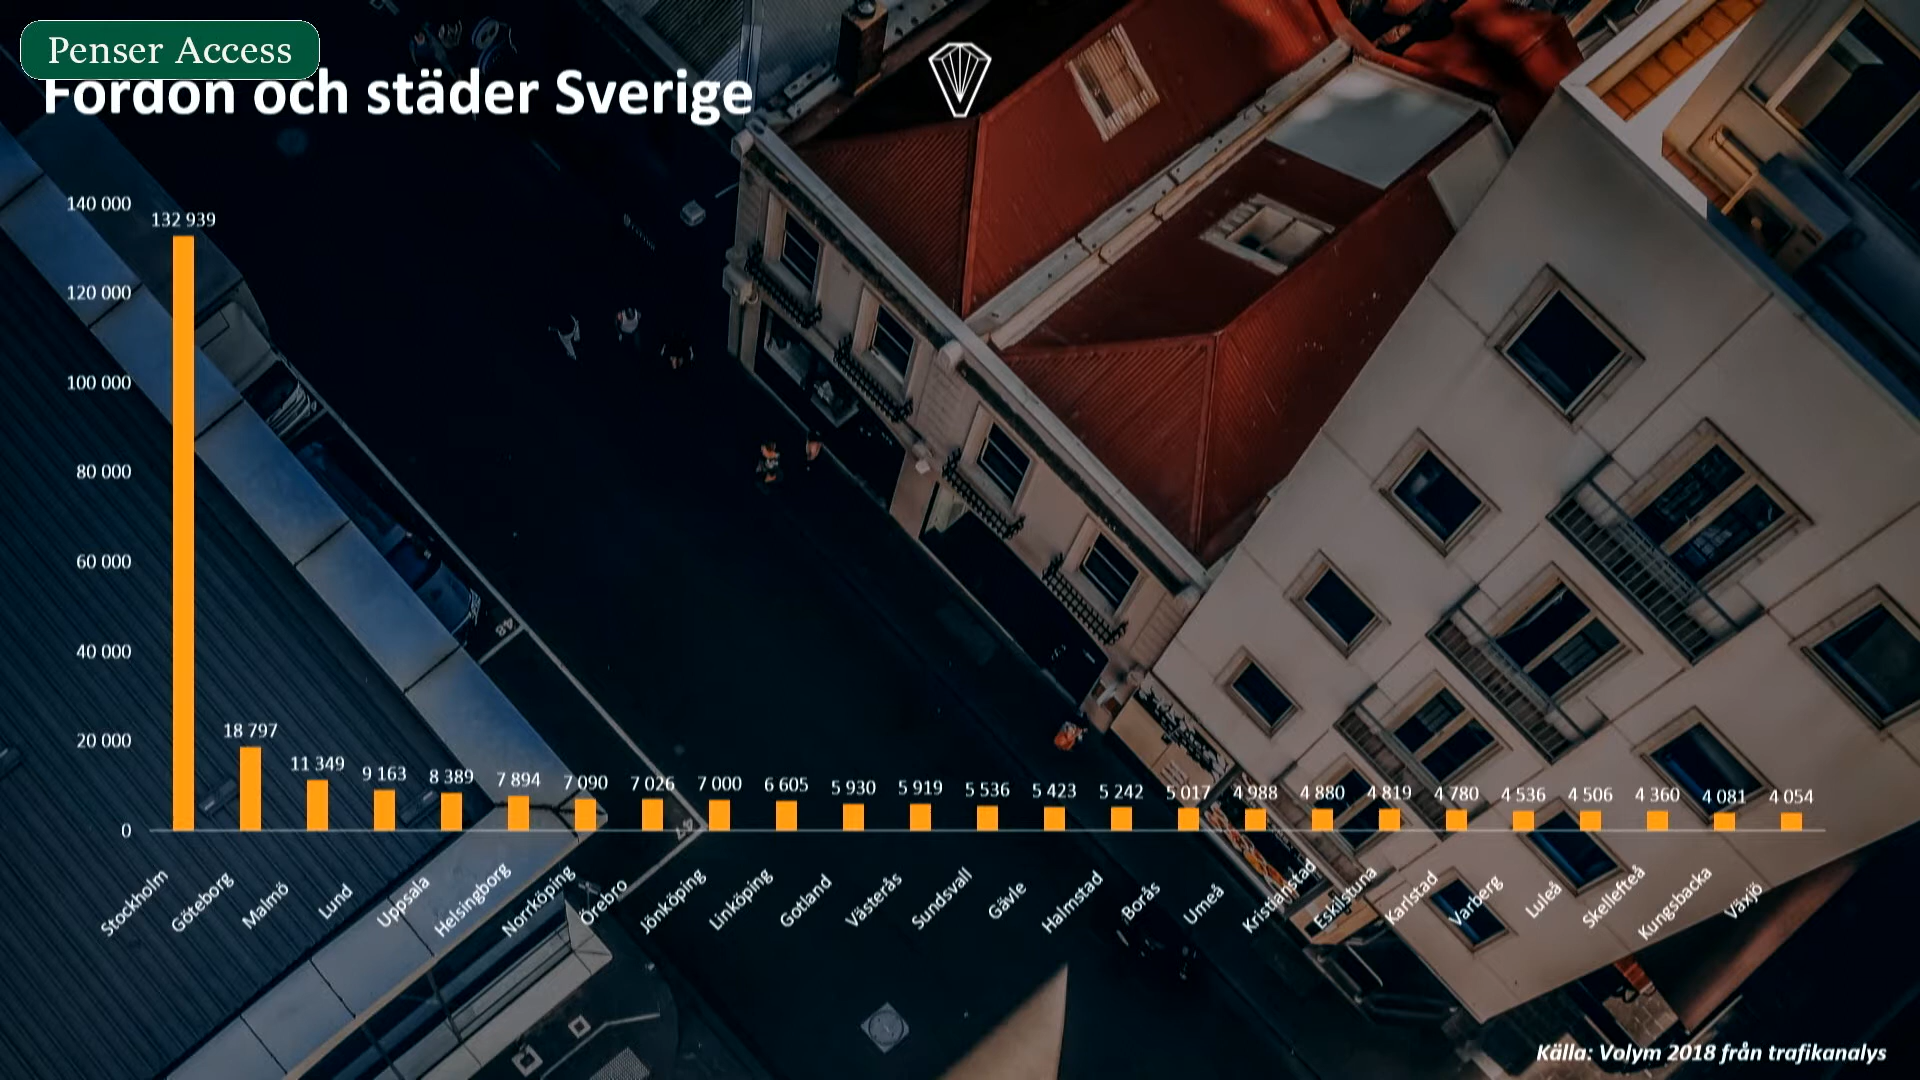 Penser Access
Fordon och städer Sverige
140 000
120 000
100 000
80 000
60 000
40 000
20 000
0
132 939
18 797
11 349
9 163
8 389
7 894
7 090
7 026
7 000
6 605
5 930
5 919
5 536
5 423
5 242
5 017
4 988
4 880
4 819
4 780
4 536
4 506
4 360
4 081
4 054
Stockholm
Göteborg
Malmö
Lund
Uppsala
Helsingborg
Norrköping
Örebro
Jönköping
Linköping
Gotland
Västerås
Sundsvall
Gävle
Halmstad
Borås
Umeå
Kristianstad
Eskilstuna
Karlstad
Varberg
Luleå
Skellefteå
Kungsbacka
Växjö
48
47
Källa: Volym 2018 från trafikanalys